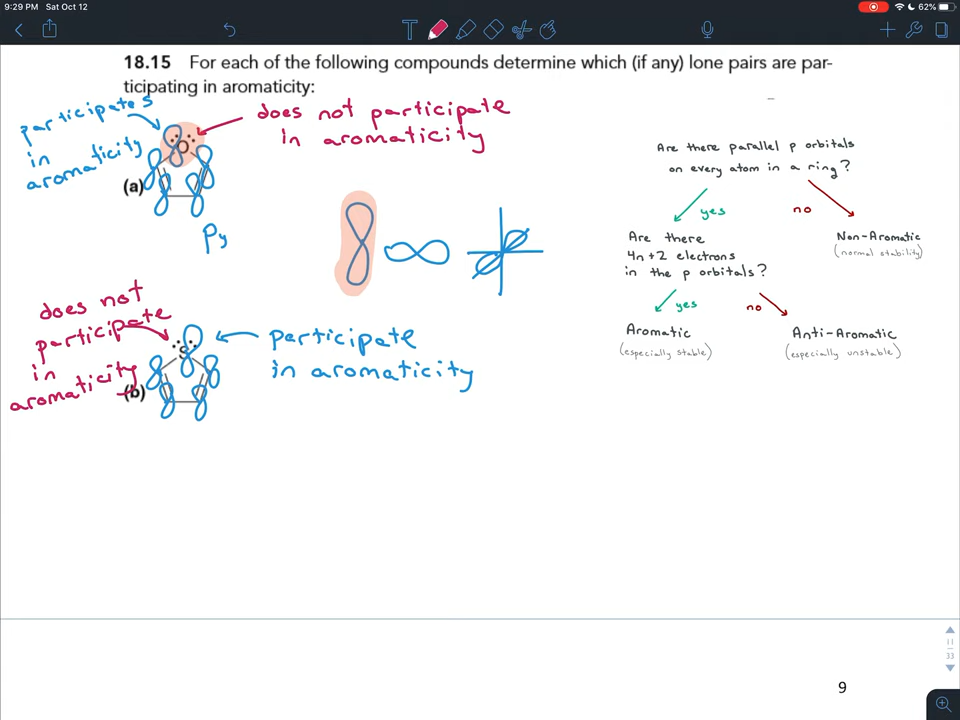 9:29 PM Sat Oct 12
62%
18.15 For each of the following compounds determine which (if any) lone pairs are par-
ticipating in aromaticity:
participates
in
aromaticity
does not participate
in aromaticity
O
(a)
Py
Are there parallel p orbitals
on every atom in a ring?
yes
no
Are there
4n+2 electrons
in the p orbitals?
Non-Aromatic
(normal stability)
yes
no
Aromatic
(especially stable)
Anti-Aromatic
(especially unstable)
does not
participate
in
aromaticity
S
(b)
participate
in aromaticity
11
33
9